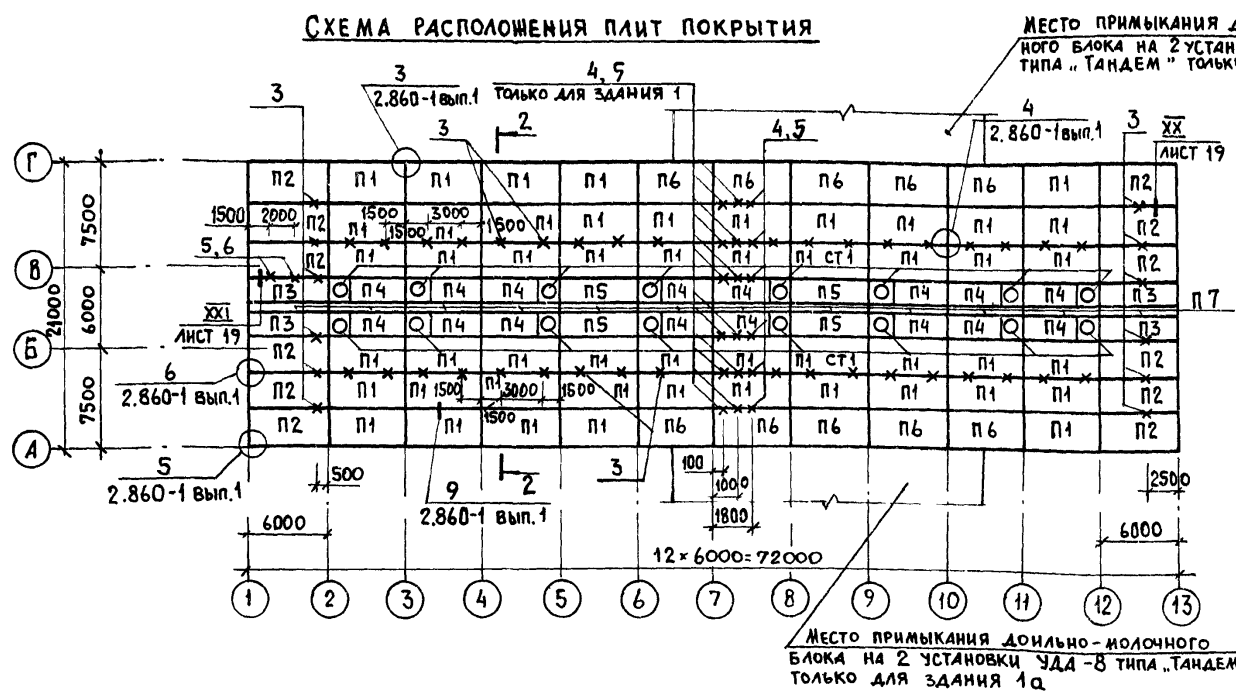 СХЕМА РАСПОЛОЖЕНИЯ ПЛИТ ПОКРЫТИЯ
МЕСТО ПРИМЫКАНИЯ
НОГО БЛОКА НА 2
ТИПА „ТАНДЕМ"
3
3
2.860-1 вып.1
4,5
ТОЛЬКО ДЛЯ ЗДАНИЯ 1
2
3
4,5
4
2.860-1 вып.1
3
XX
ЛИСТ 19
Г
П2 П1 П1 П1 П1 П6 П6 П6 П6 П6 П1 П2
7500
1500 2000 П2 1500 3000 П1 П1 П1 П1 П1 П1 П1 П1 П2
П1 1500 П1 1500
5,6
В
П2 П1 П1 П1 П1 П1 П1 СТ1 П1 П1 П1 П2
П3 П4 П4 П4 П5 П4 П4 П5 П4 П4 П4 П3
П7
21000
6000
XXI
ЛИСТ 19
П3 П4 П4 П4 П5 П4 П4 П5 П4 П4 П4 П3
Б
П2 П1 П1 П1 П1 П1 П1 П1 СТ1 П1 П1 П1 П2
6
2.860-1 вып.1
П2 П1 П1 1500 П1 3000 1500 П1 П1 П1 П1 П1 П1 П2
1500
7500
А
П2 П1 П1 П1 П1 П6 П6 П6 П6 П6 П1 П2
5
2.860-1 вып.1
500
9
2.860-1 вып.1
2
3
100
1000
1800
2500
6000
6000
12×6000=72000
1 2 3 4 5 6 7 8 9 10 11 12 13
МЕСТО ПРИМЫКАНИЯ ДОИЛЬНО-МОЛОЧНОГО
БЛОКА НА 2 УСТАНОВКИ УДА-8 ТИПА „ТАНДЕМ
ТОЛЬКО ДЛЯ ЗДАНИЯ 1а